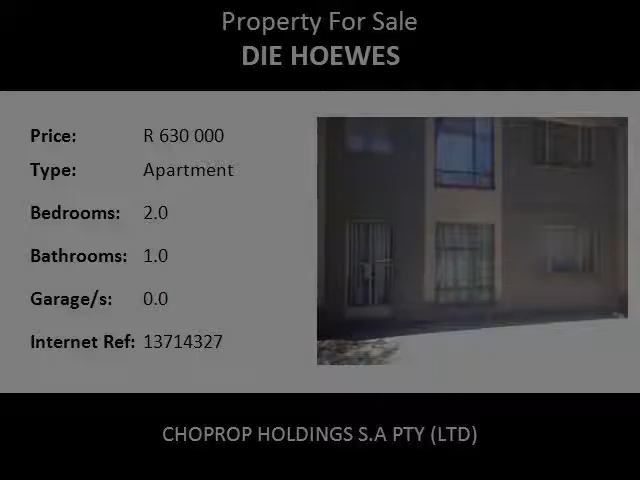 Property For Sale
DIE HOEWES
Price: R 630 000
Type: Apartment
Bedrooms: 2.0
Bathrooms: 1.0
Garage/s: 0.0
Internet Ref: 13714327
CHOPROP HOLDINGS S.A PTY (LTD)